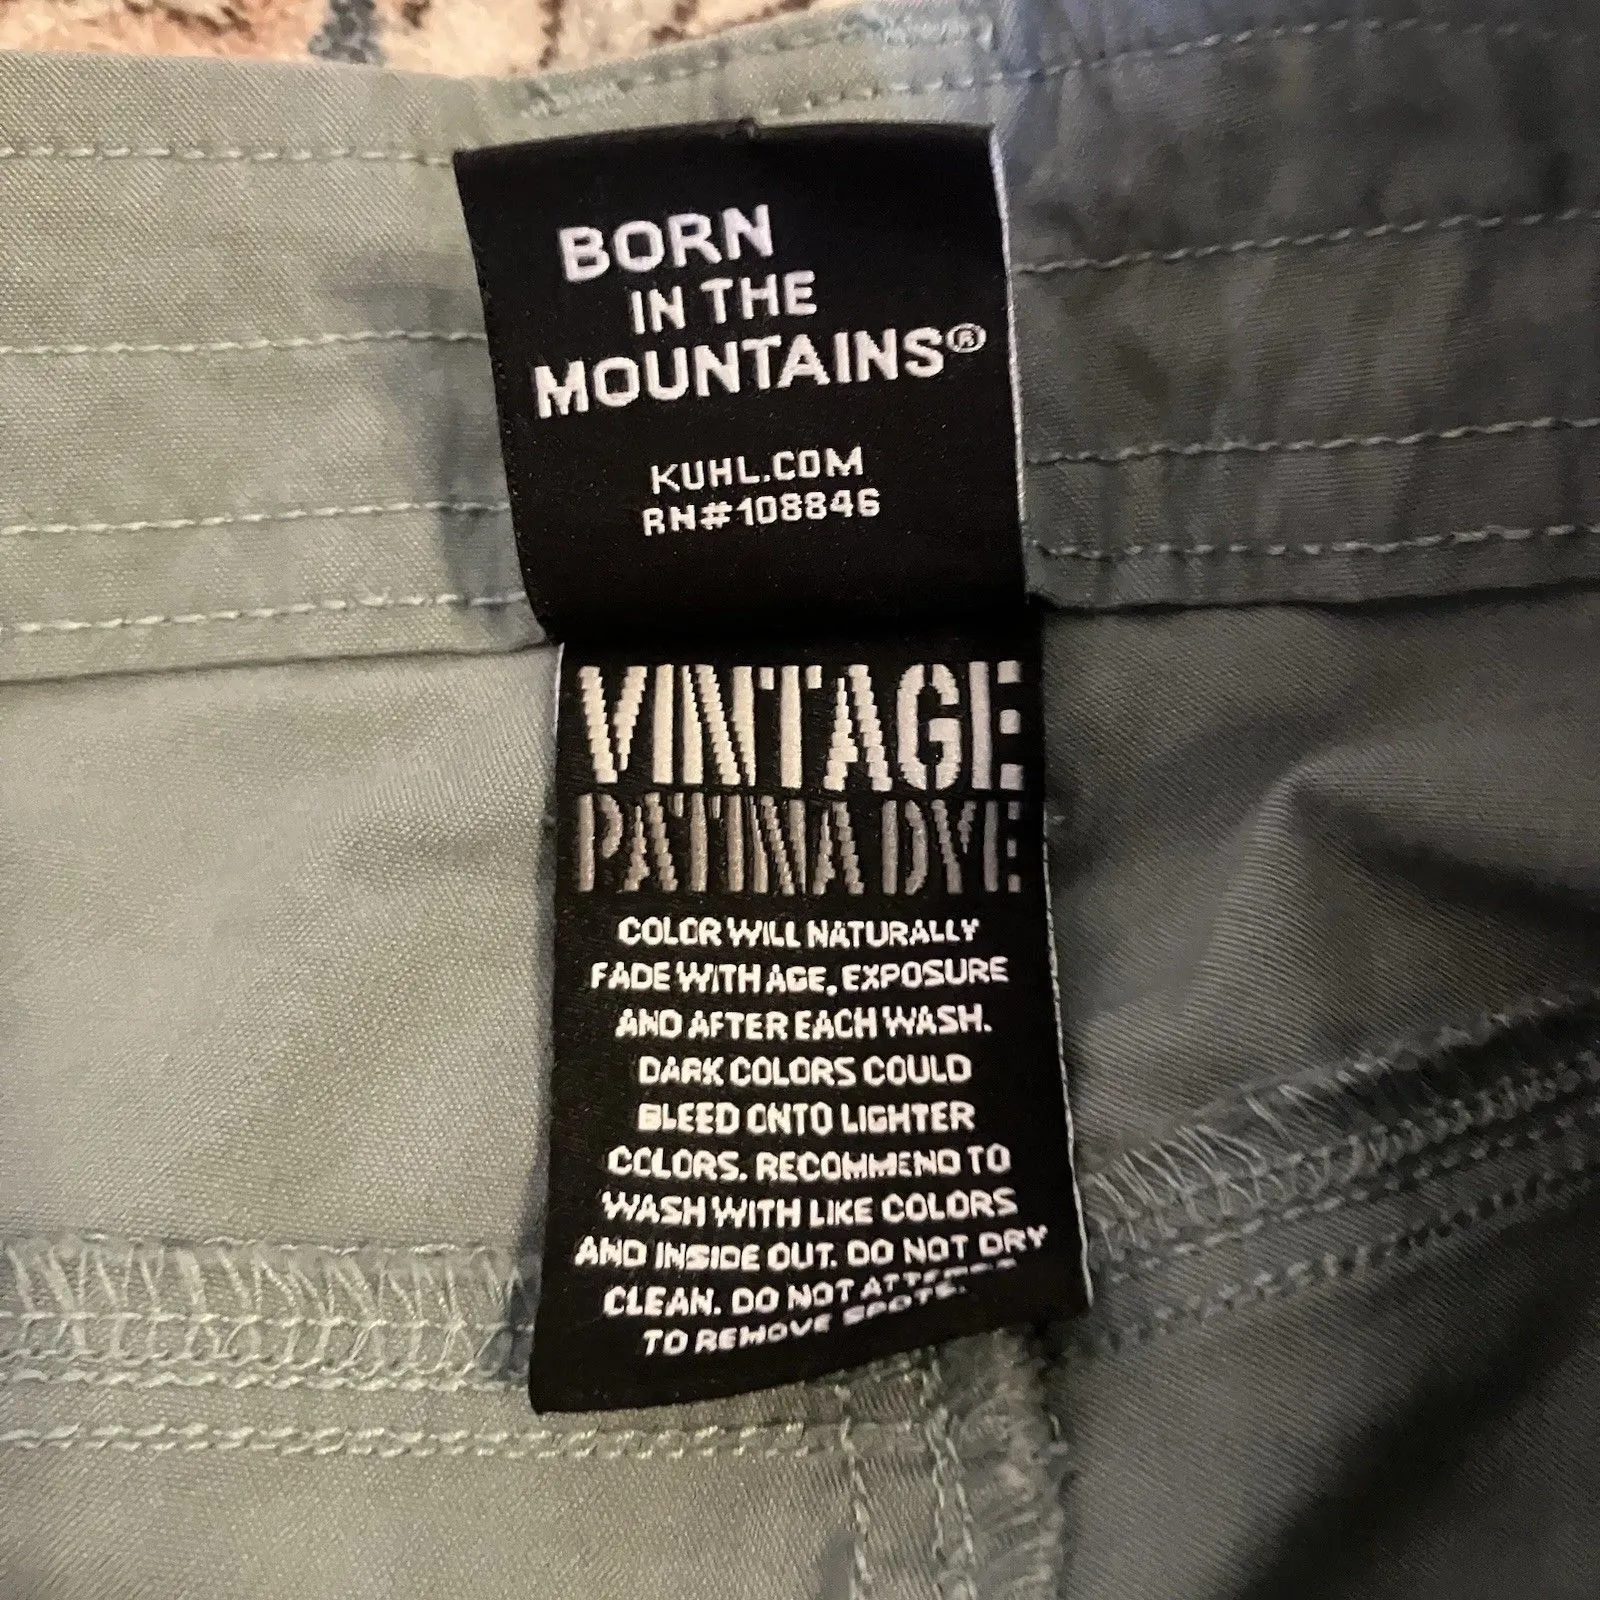 BORN
IN THE
MOUNTAINS®
KUHL.COM
RN#108846
VINTAGE
PATINA DYE
COLOR WILL NATURALLY
FADE WITH AGE, EXPOSURE
AND AFTER EACH WASH.
DARK COLORS COULD
BLEED ONTO LIGHTER
COLORS. RECOMMEND TO
WASH WITH LIKE COLORS
AND INSIDE OUT. DO NOT DRY
CLEAN. DO NOT ATTEMPT
TO REMOVE SPOTS.